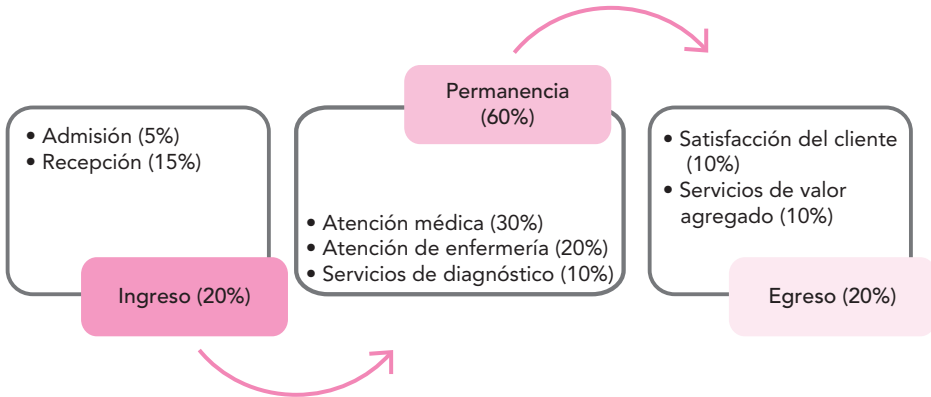 • Admisión (5%)
• Recepción (15%)
Ingreso (20%)
Permanencia
(60%)
• Atención médica (30%)
• Atención de enfermería (20%)
• Servicios de diagnóstico (10%)
• Satisfacción del cliente
(10%)
• Servicios de valor
agregado (10%)
Egreso (20%)